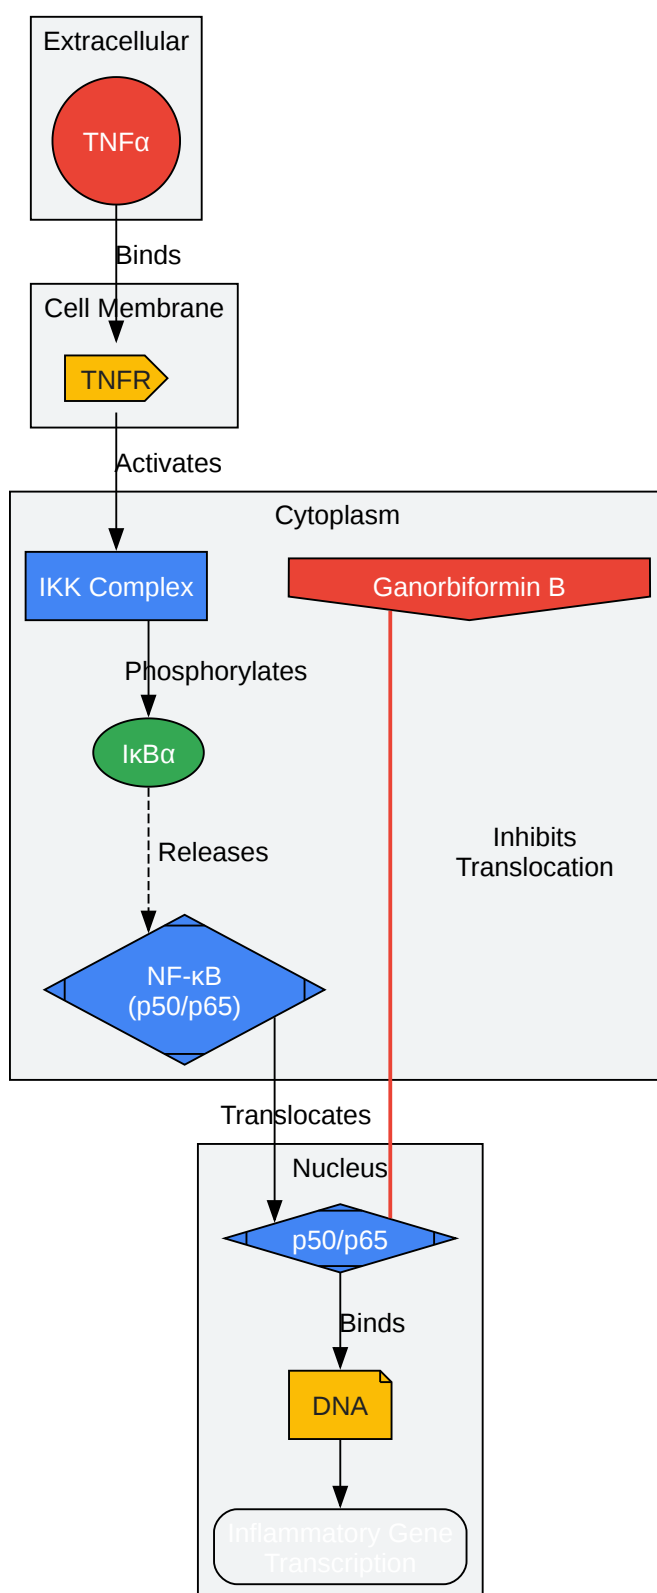 Extracellular
TNFα
Binds
Cell Membrane
TNFR
Activates
Cytoplasm
IKK Complex
Ganorbiformin B
Phosphorylates
IκBα
Inhibits
Translocation
Releases
NF-κB
(p50/p65)
Translocates
Nucleus
p50/p65
Binds
DNA
Inflammatory Gene
Transcription